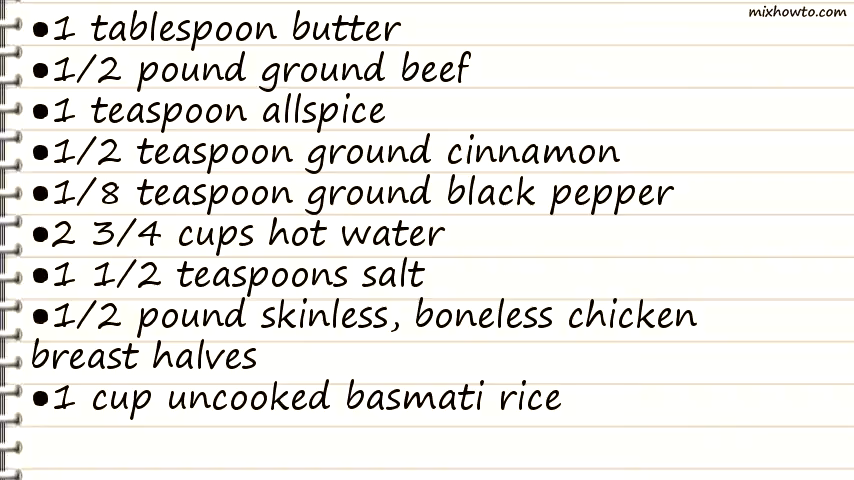 mixhowto.com
•1 tablespoon butter
•1/2 pound ground beef
•1 teaspoon allspice
•1/2 teaspoon ground cinnamon
•1/8 teaspoon ground black pepper
•2 3/4 cups hot water
•1 1/2 teaspoons salt
•1/2 pound skinless, boneless chicken
breast halves
•1 cup uncooked basmati rice